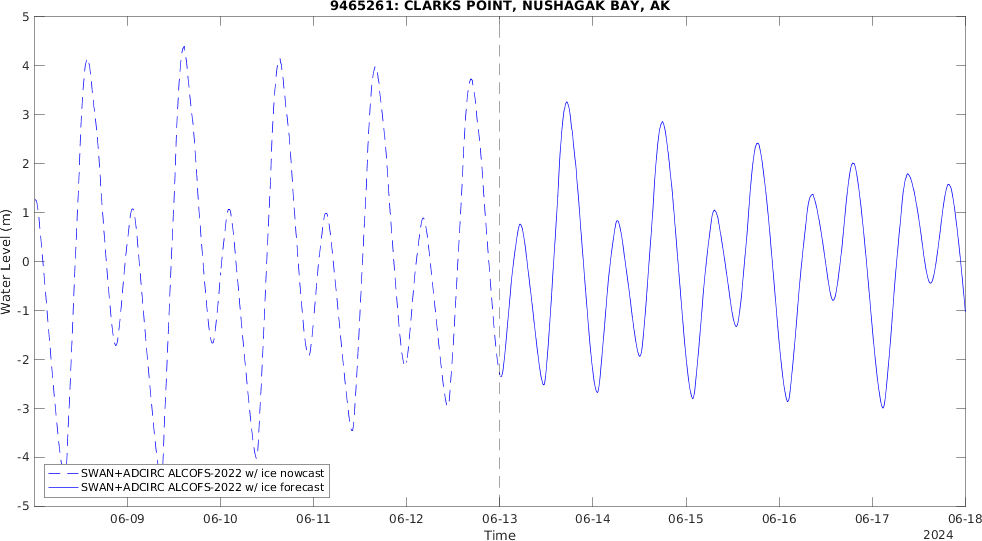 9465261: CLARKS POINT, NUSHAGAK BAY, AK
5
4
3
2
1
0
-1
-2
-3
-4
-5
Water Level (m)
SWAN+ADCIRC ALCOFS-2022 w/ ice nowcast
SWAN+ADCIRC ALCOFS-2022 w/ ice forecast
06-09 06-10 06-11 06-12 06-13 06-14 06-15 06-16 06-17 06-18
Time
2024